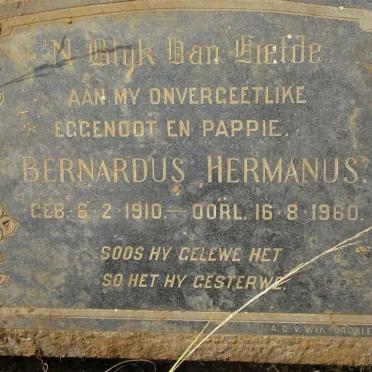 'N Blyk Van Liefde
AAN MY ONVERGEETLIKE
EGGENOOT EN PAPPIE.
BERNARDUS HERMANUS.
GEB. 6·2·1910.— OORL. 16·8·1960.
SOOS HY GELEWE HET
SO HET HY GESTERWE.
A. D. V. WYK